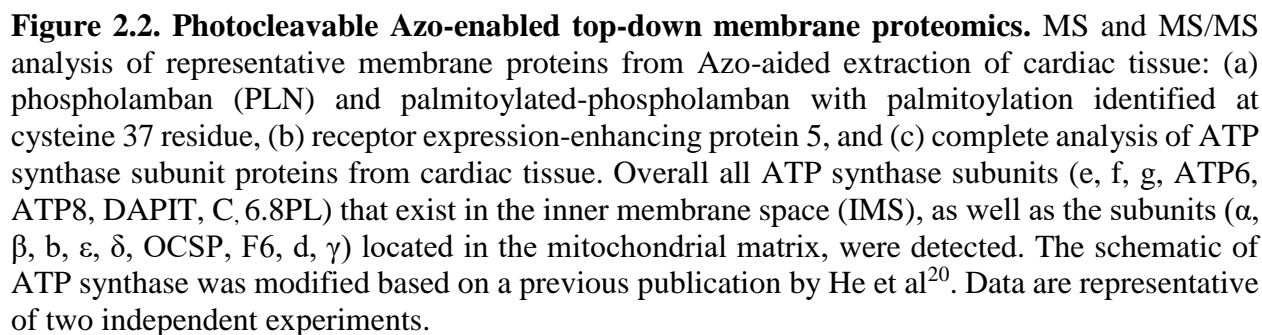 Figure 2.2. Photocleavable Azo-enabled top-down membrane proteomics. MS and MS/MS
analysis of representative membrane proteins from Azo-aided extraction of cardiac tissue: (a)
phospholamban (PLN) and palmitoylated-phospholamban with palmitoylation identified at
cysteine 37 residue, (b) receptor expression-enhancing protein 5, and (c) complete analysis of ATP
synthase subunit proteins from cardiac tissue. Overall all ATP synthase subunits (e, f, g, ATP6,
ATP8, DAPIT, C, 6.8PL) that exist in the inner membrane space (IMS), as well as the subunits (α,
β, b, ε, δ, OCSP, F6, d, γ) located in the mitochondrial matrix, were detected. The schematic of
ATP synthase was modified based on a previous publication by He et al²⁰. Data are representative
of two independent experiments.